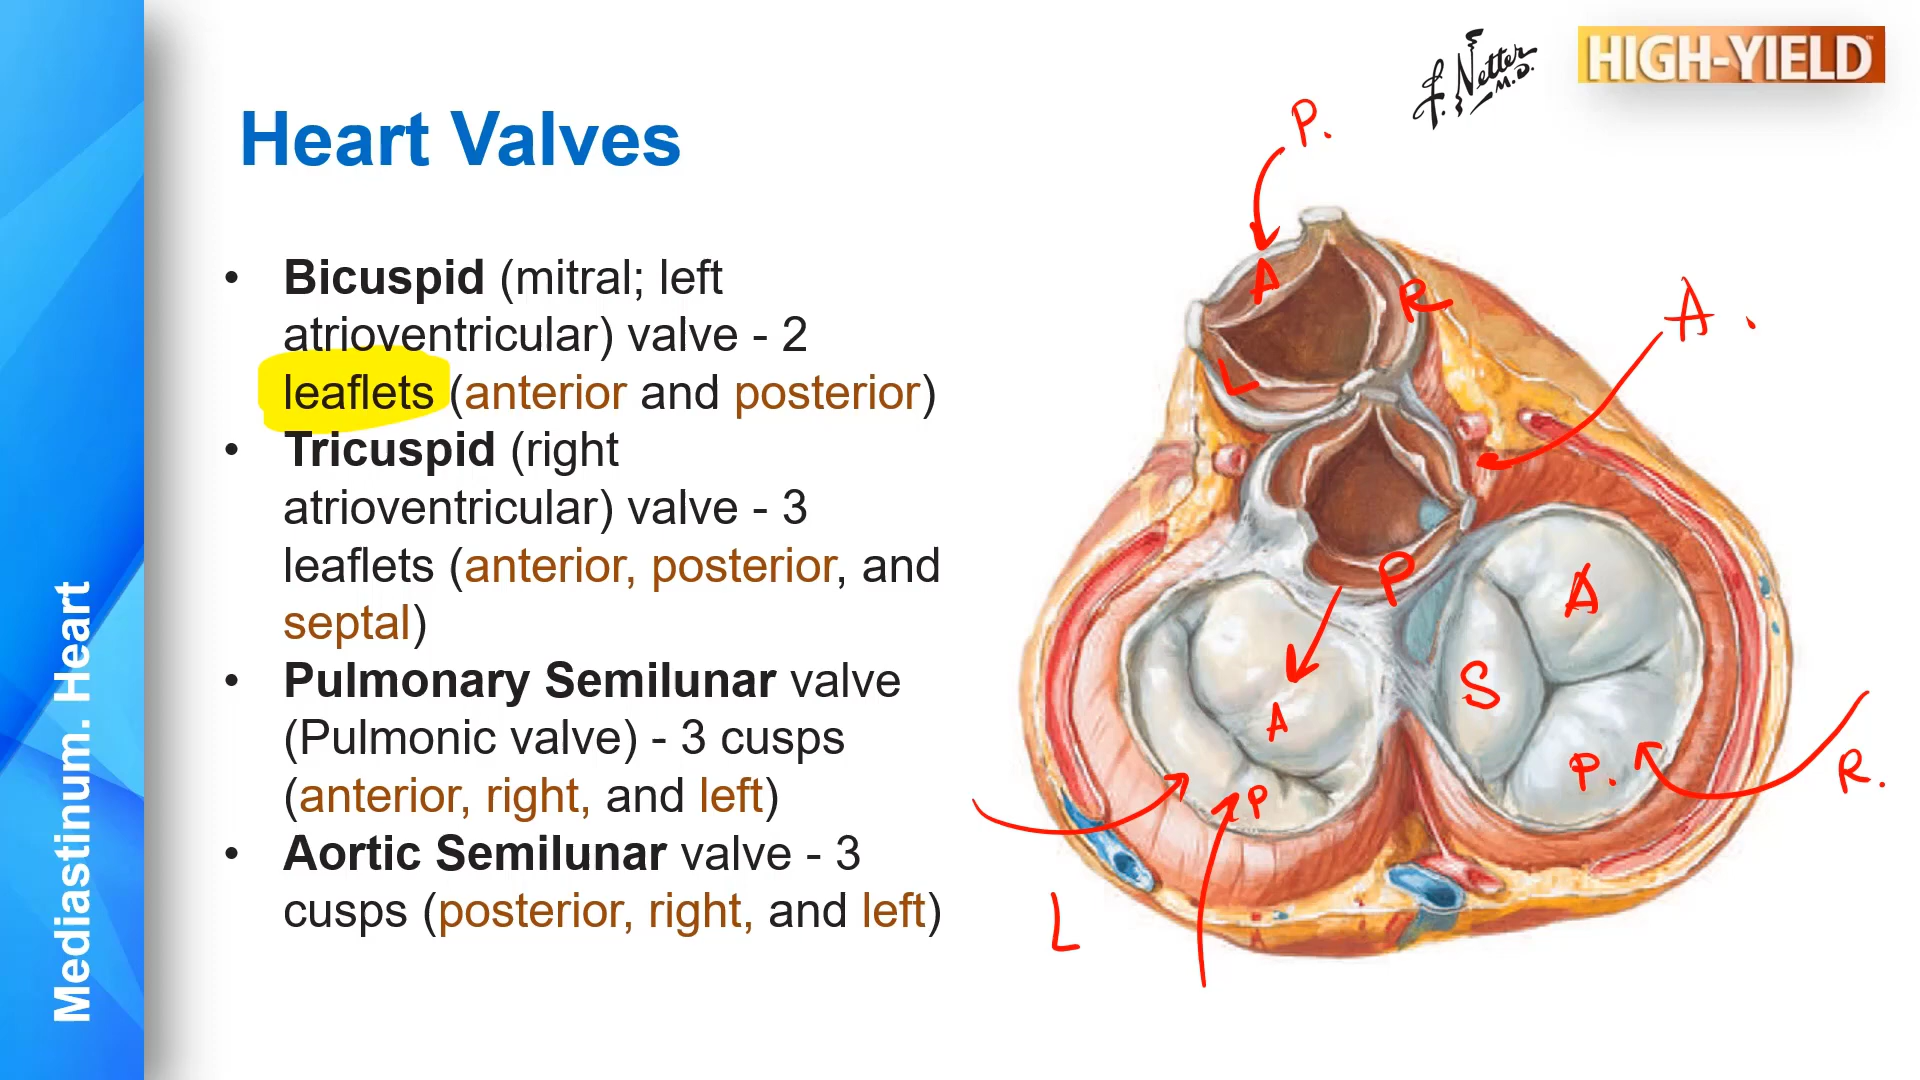 F. Netter M.D.
HIGH-YIELD™
Heart Valves
• Bicuspid (mitral; left
atrioventricular) valve - 2
leaflets (anterior and posterior)
• Tricuspid (right
atrioventricular) valve - 3
leaflets (anterior, posterior, and
septal)
• Pulmonary Semilunar valve
(Pulmonic valve) - 3 cusps
(anterior, right, and left)
• Aortic Semilunar valve - 3
cusps (posterior, right, and left)
Mediastinum. Heart
P.
A
R
A.
L
P
A
S
A
P.
R.
P
L